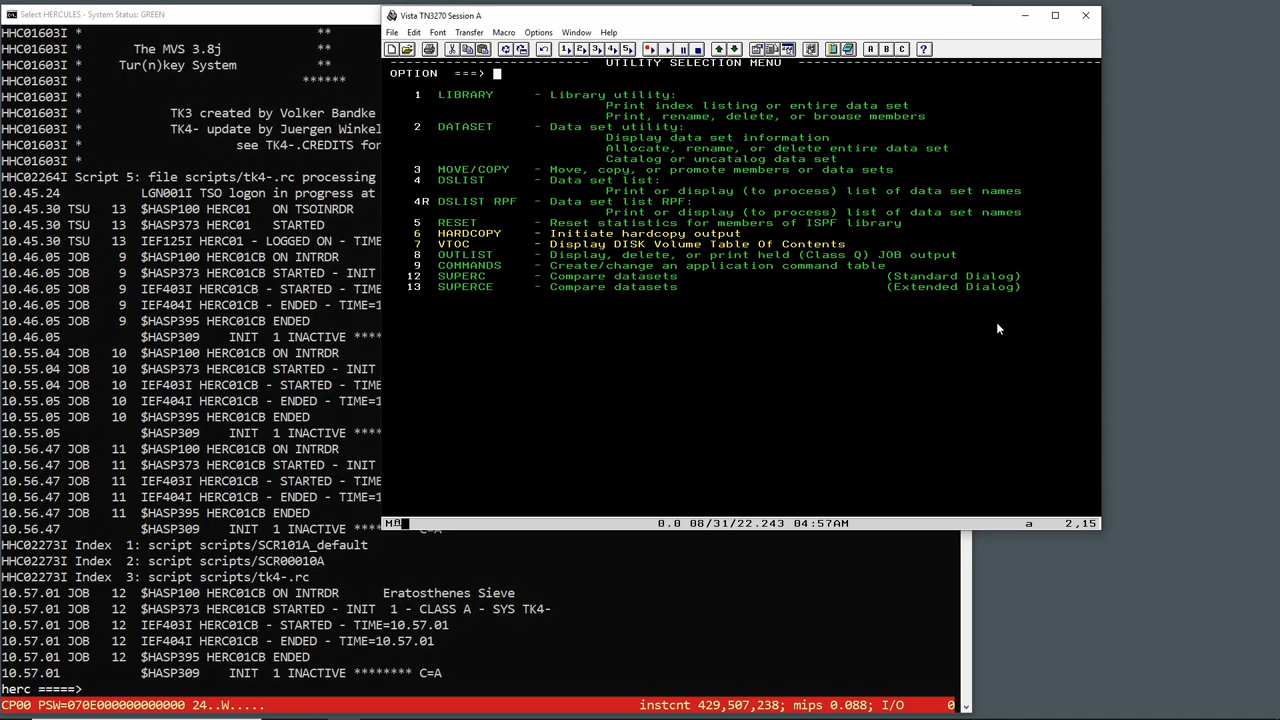 Select HERCULES - System Status: GREEN
HHC01603I *                              **
HHC01603I *        The MVS 3.8j          **
HHC01603I *      Tur(n)key System        **
HHC01603I *                            ******
HHC01603I *
HHC01603I *             TK3 created by Volker Bandke
HHC01603I *             TK4- update by Juergen Winkel
HHC01603I *                      see TK4-.CREDITS for
HHC01603I *
HHC02264I Script 5: file scripts/tk4-.rc processing
10.45.24         LGN001I TSO logon in progress at
10.45.30 TSU  13  $HASP100 HERC01   ON TSOINRDR
10.45.30 TSU  13  $HASP373 HERC01   STARTED
10.45.30 TSU  13  IEF125I HERC01 - LOGGED ON - TIME
10.46.05 JOB   9  $HASP100 HERC01CB ON INTRDR
10.46.05 JOB   9  $HASP373 HERC01CB STARTED - INIT
10.46.05 JOB   9  IEF403I HERC01CB - STARTED - TIME
10.46.05 JOB   9  IEF404I HERC01CB - ENDED - TIME=1
10.46.05 JOB   9  $HASP395 HERC01CB ENDED
10.46.05          $HASP309    INIT  1 INACTIVE ****
10.55.04 JOB  10  $HASP100 HERC01CB ON INTRDR
10.55.04 JOB  10  $HASP373 HERC01CB STARTED - INIT
10.55.04 JOB  10  IEF403I HERC01CB - STARTED - TIME
10.55.05 JOB  10  IEF404I HERC01CB - ENDED - TIME=1
10.55.05 JOB  10  $HASP395 HERC01CB ENDED
10.55.05          $HASP309    INIT  1 INACTIVE ****
10.56.47 JOB  11  $HASP100 HERC01CB ON INTRDR
10.56.47 JOB  11  $HASP373 HERC01CB STARTED - INIT
10.56.47 JOB  11  IEF403I HERC01CB - STARTED - TIME
10.56.47 JOB  11  IEF404I HERC01CB - ENDED - TIME=1
10.56.47 JOB  11  $HASP395 HERC01CB ENDED
10.56.47          $HASP309    INIT  1 INACTIVE ******** C=A
HHC02273I Index  1: script scripts/SCR101A_default
HHC02273I Index  2: script scripts/SCR00010A
HHC02273I Index  3: script scripts/tk4-.rc
10.57.01 JOB  12  $HASP100 HERC01CB ON INTRDR      Eratosthenes Sieve
10.57.01 JOB  12  $HASP373 HERC01CB STARTED - INIT  1 - CLASS A - SYS TK4-
10.57.01 JOB  12  IEF403I HERC01CB - STARTED - TIME=10.57.01
10.57.01 JOB  12  IEF404I HERC01CB - ENDED - TIME=10.57.01
10.57.01 JOB  12  $HASP395 HERC01CB ENDED
10.57.01          $HASP309    INIT  1 INACTIVE ******** C=A
herc =====>
CP00 PSW=070E000000000000 24..W.....    instcnt 429,507,238; mips 0.088; I/O    0
Vista TN3270 Session A
File Edit Font Transfer Macro Options Window Help
1 2 3 4 5 A B C ?
UTILITY SELECTION MENU
OPTION  ===>
1  LIBRARY     - Library utility:
Print index listing or entire data set
Print, rename, delete, or browse members
2  DATASET     - Data set utility:
Display data set information
Allocate, rename, or delete entire data set
Catalog or uncatalog data set
3  MOVE/COPY   - Move, copy, or promote members or data sets
4  DSLIST      - Data set list:
Print or display (to process) list of data set names
4R DSLIST RPF  - Data set list RPF:
Print or display (to process) list of data set names
5  RESET       - Reset statistics for members of ISPF library
6  HARDCOPY    - Initiate hardcopy output
7  VTOC        - Display DISK Volume Table Of Contents
8  OUTLIST     - Display, delete, or print held (Class Q) JOB output
9  COMMANDS    - Create/change an application command table
12  SUPERC      - Compare datasets                    (Standard Dialog)
13  SUPERCE     - Compare datasets                    (Extended Dialog)
0.0 08/31/22.243 04:57AM    a    2,15